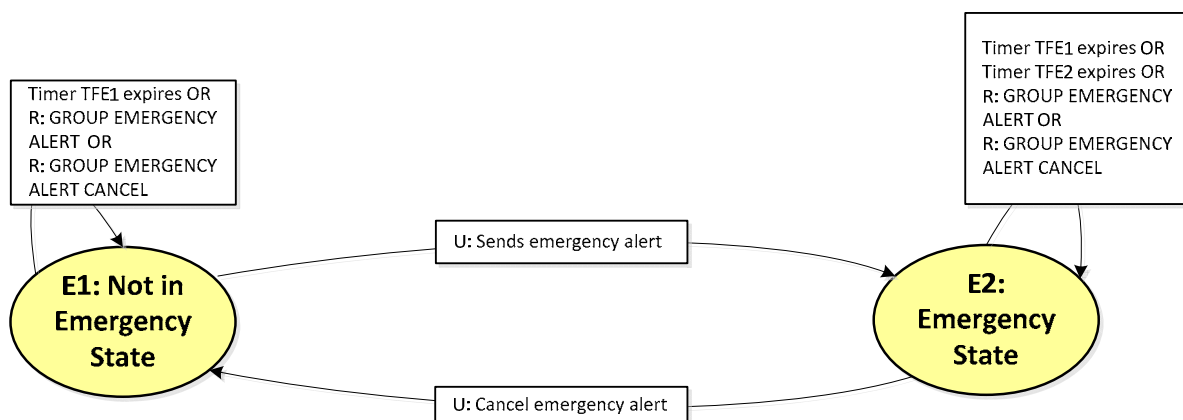 Timer TFE1 expires OR
R: GROUP EMERGENCY
ALERT OR
R: GROUP EMERGENCY
ALERT CANCEL
Timer TFE1 expires OR
Timer TFE2 expires OR
R: GROUP EMERGENCY
ALERT OR
R: GROUP EMERGENCY
ALERT CANCEL
U: Sends emergency alert
E1: Not in
Emergency
State
E2:
Emergency
State
U: Cancel emergency alert